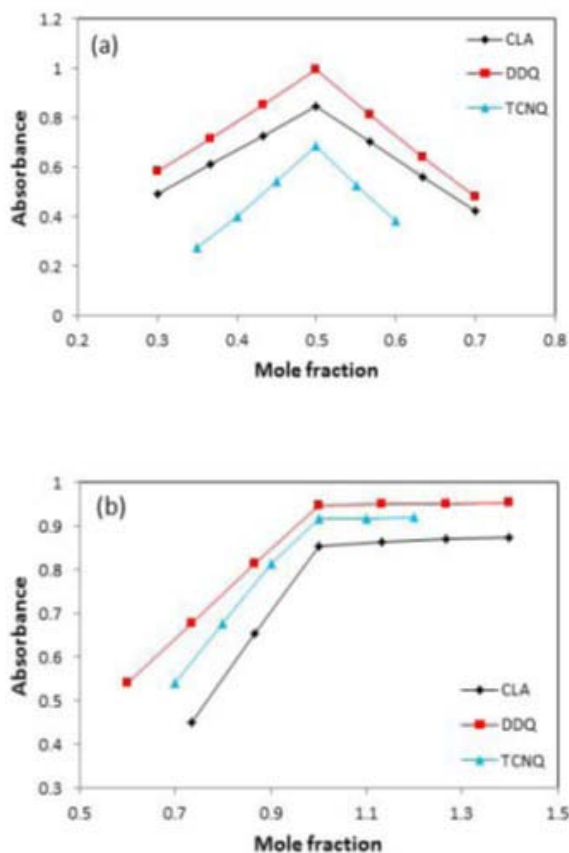 (a)
CLA
DDQ
TCNQ
1.2
1
0.8
0.6
0.4
0.2
0
Absorbance
0.2 0.3 0.4 0.5 0.6 0.7 0.8
Mole fraction
(b)
1
0.9
0.8
0.7
0.6
0.5
0.4
0.3
Absorbance
CLA
DDQ
TCNQ
0.5 0.7 0.9 1.1 1.3 1.5
Mole fraction